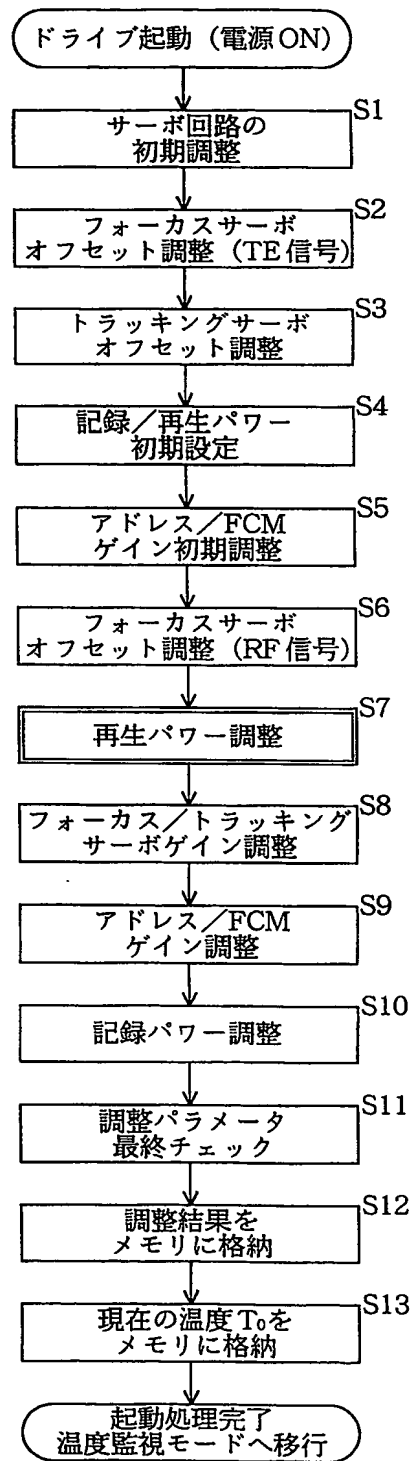 ドライブ起動（電源ON）
S1
サーボ回路の
初期調整
S2
フォーカスサーボ
オフセット調整（TE信号）
S3
トラッキングサーボ
オフセット調整
S4
記録／再生パワー
初期設定
S5
アドレス／FCM
ゲイン初期調整
S6
フォーカスサーボ
オフセット調整（RF信号）
S7
再生パワー調整
S8
フォーカス／トラッキング
サーボゲイン調整
S9
アドレス／FCM
ゲイン調整
S10
記録パワー調整
S11
調整パラメータ
最終チェック
S12
調整結果を
メモリに格納
S13
現在の温度T₀を
メモリに格納
起動処理完了
温度監視モードへ移行